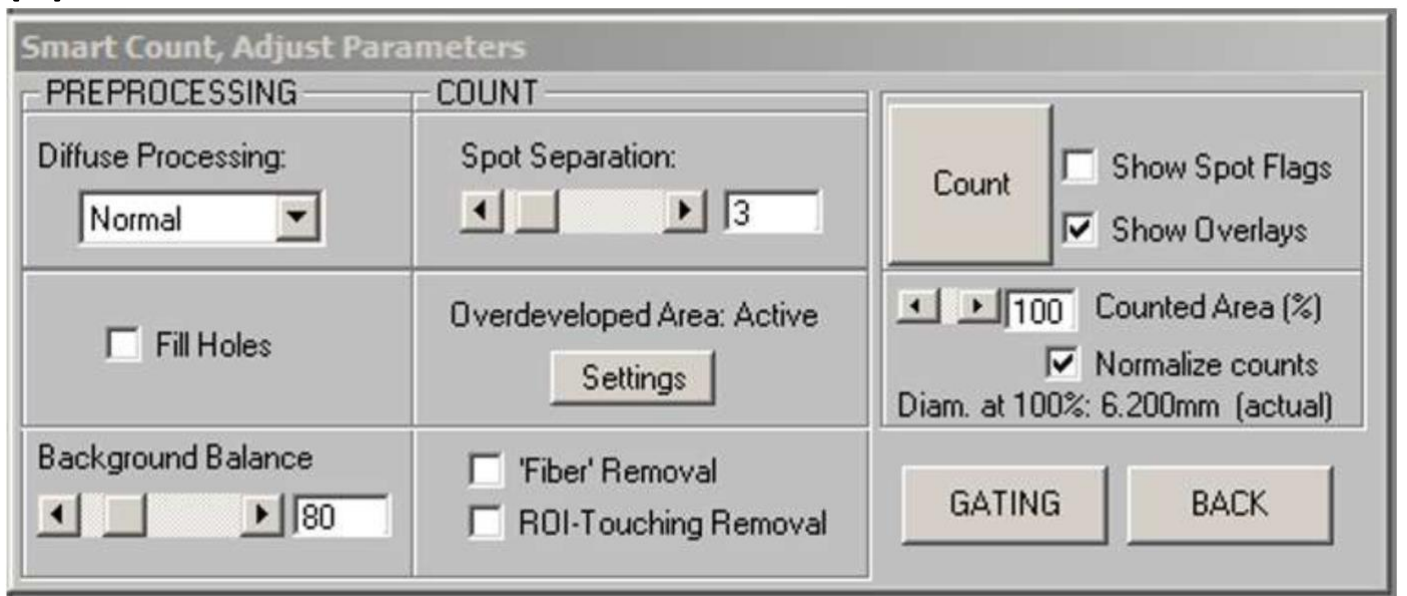 Smart Count, Adjust Parameters
PREPROCESSING
Diffuse Processing:
Normal
Fill Holes
Background Balance
80
COUNT
Spot Separation:
3
Overdeveloped Area: Active
Settings
'Fiber' Removal
ROI-Touching Removal
Count
Show Spot Flags
Show Overlays
100 Counted Area (%)
Normalize counts
Diam. at 100%: 6.200mm (actual)
GATING
BACK